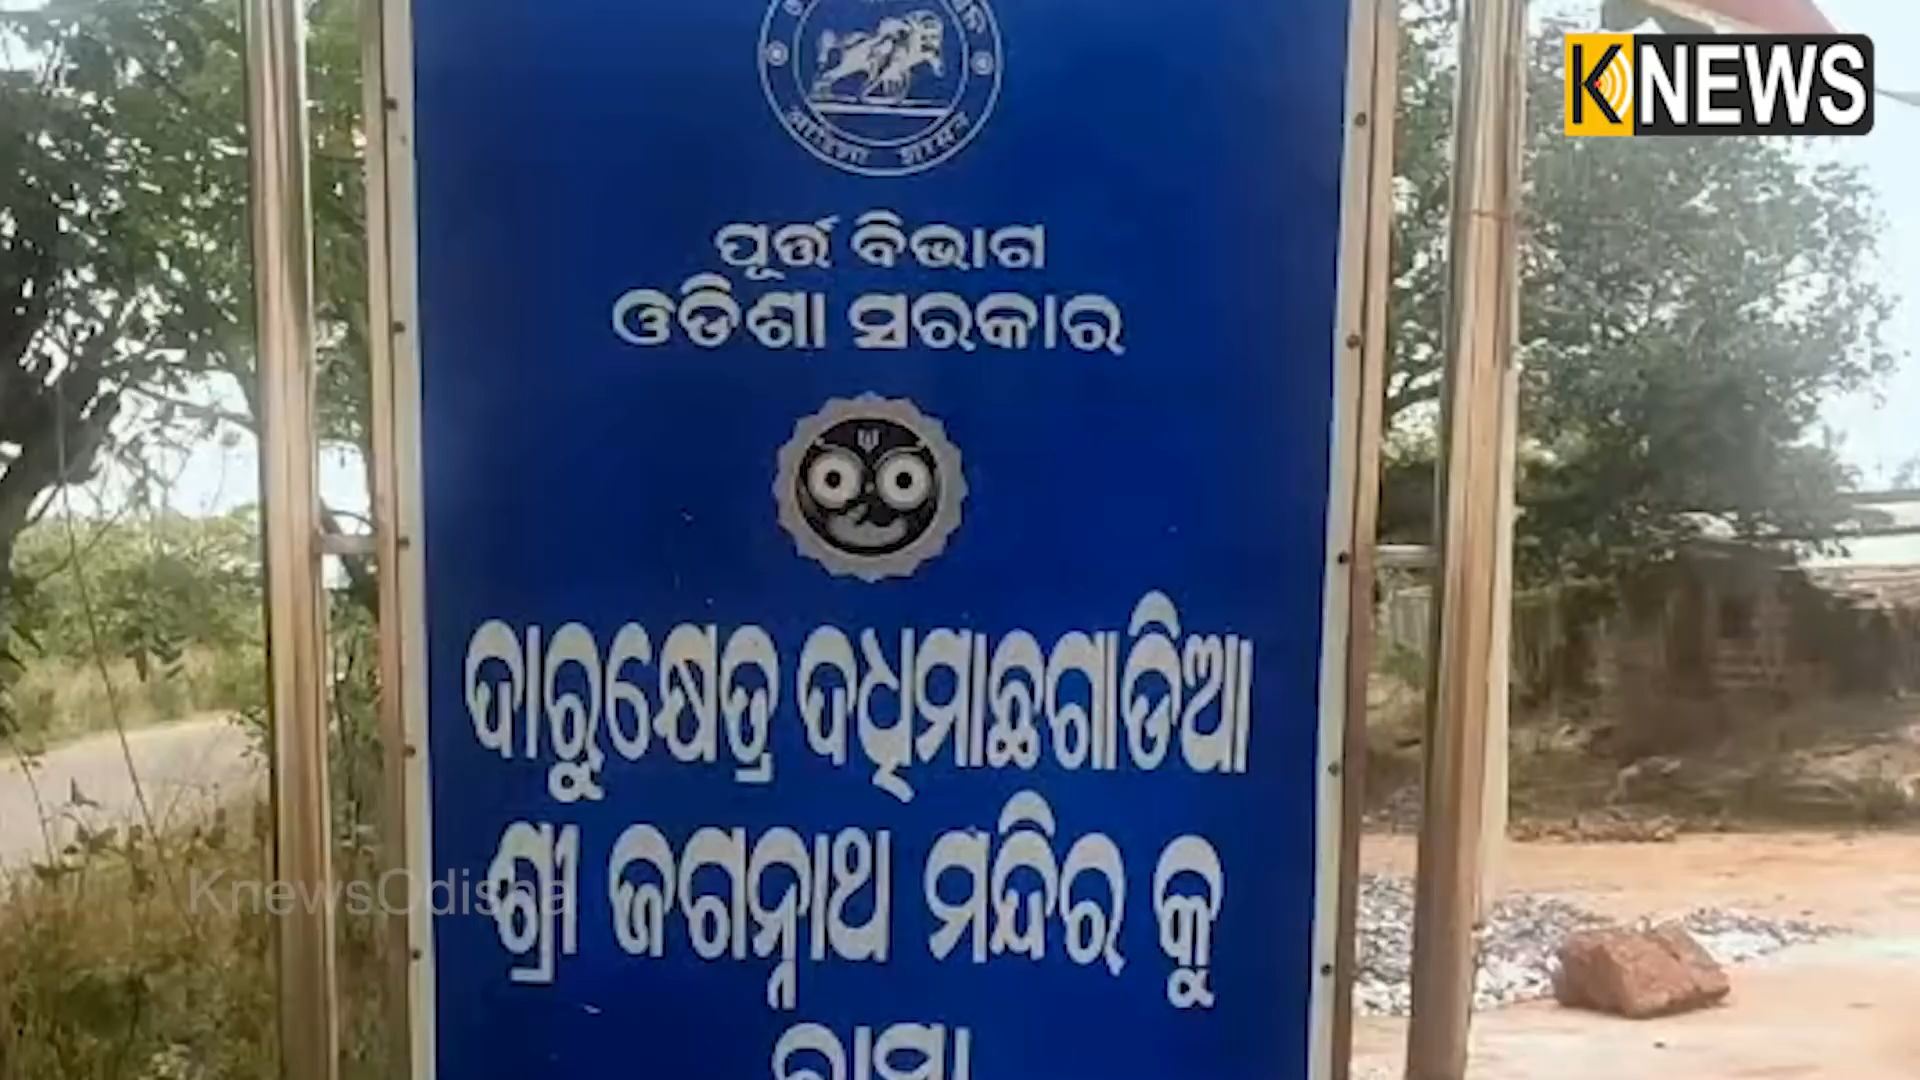 KNEWS
ପୂର୍ତ୍ତ ବିଭାଗ
ଓଡିଶା ସରକାର
ଦାରୁକ୍ଷେତ୍ର ଦଧିମାଛଗାଡିଆ
ଶ୍ରୀ ଜଗନ୍ନାଥ ମନ୍ଦିର କୁ
ରାସ୍ତା
KnewsOdisha